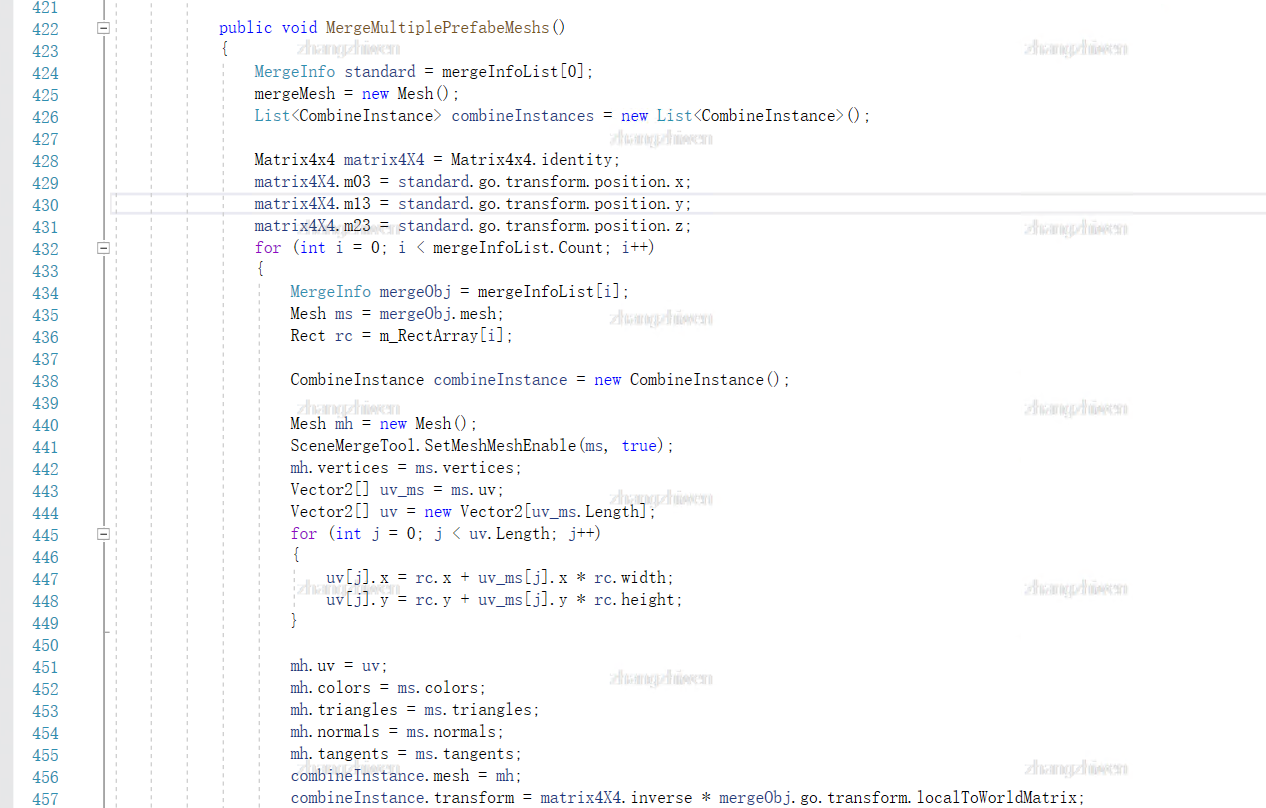 421
422 public void MergeMultiplePrefabeMeshs()
423 {
424 MergeInfo standard = mergeInfoList[0];
425 mergeMesh = new Mesh();
426 List<CombineInstance> combineInstances = new List<CombineInstance>();
427
428 Matrix4x4 matrix4X4 = Matrix4x4.identity;
429 matrix4X4.m03 = standard.go.transform.position.x;
430 matrix4X4.m13 = standard.go.transform.position.y;
431 matrix4X4.m23 = standard.go.transform.position.z;
432 for (int i = 0; i < mergeInfoList.Count; i++)
433 {
434 MergeInfo mergeObj = mergeInfoList[i];
435 Mesh ms = mergeObj.mesh;
436 Rect rc = m_RectArray[i];
437
438 CombineInstance combineInstance = new CombineInstance();
439
440 Mesh mh = new Mesh();
441 SceneMergeTool.SetMeshMeshEnable(ms, true);
442 mh.vertices = ms.vertices;
443 Vector2[] uv_ms = ms.uv;
444 Vector2[] uv = new Vector2[uv_ms.Length];
445 for (int j = 0; j < uv.Length; j++)
446 {
447 uv[j].x = rc.x + uv_ms[j].x * rc.width;
448 uv[j].y = rc.y + uv_ms[j].y * rc.height;
449 }
450
451 mh.uv = uv;
452 mh.colors = ms.colors;
453 mh.triangles = ms.triangles;
454 mh.normals = ms.normals;
455 mh.tangents = ms.tangents;
456 combineInstance.mesh = mh;
457 combineInstance.transform = matrix4X4.inverse * mergeObj.go.transform.localToWorldMatrix;